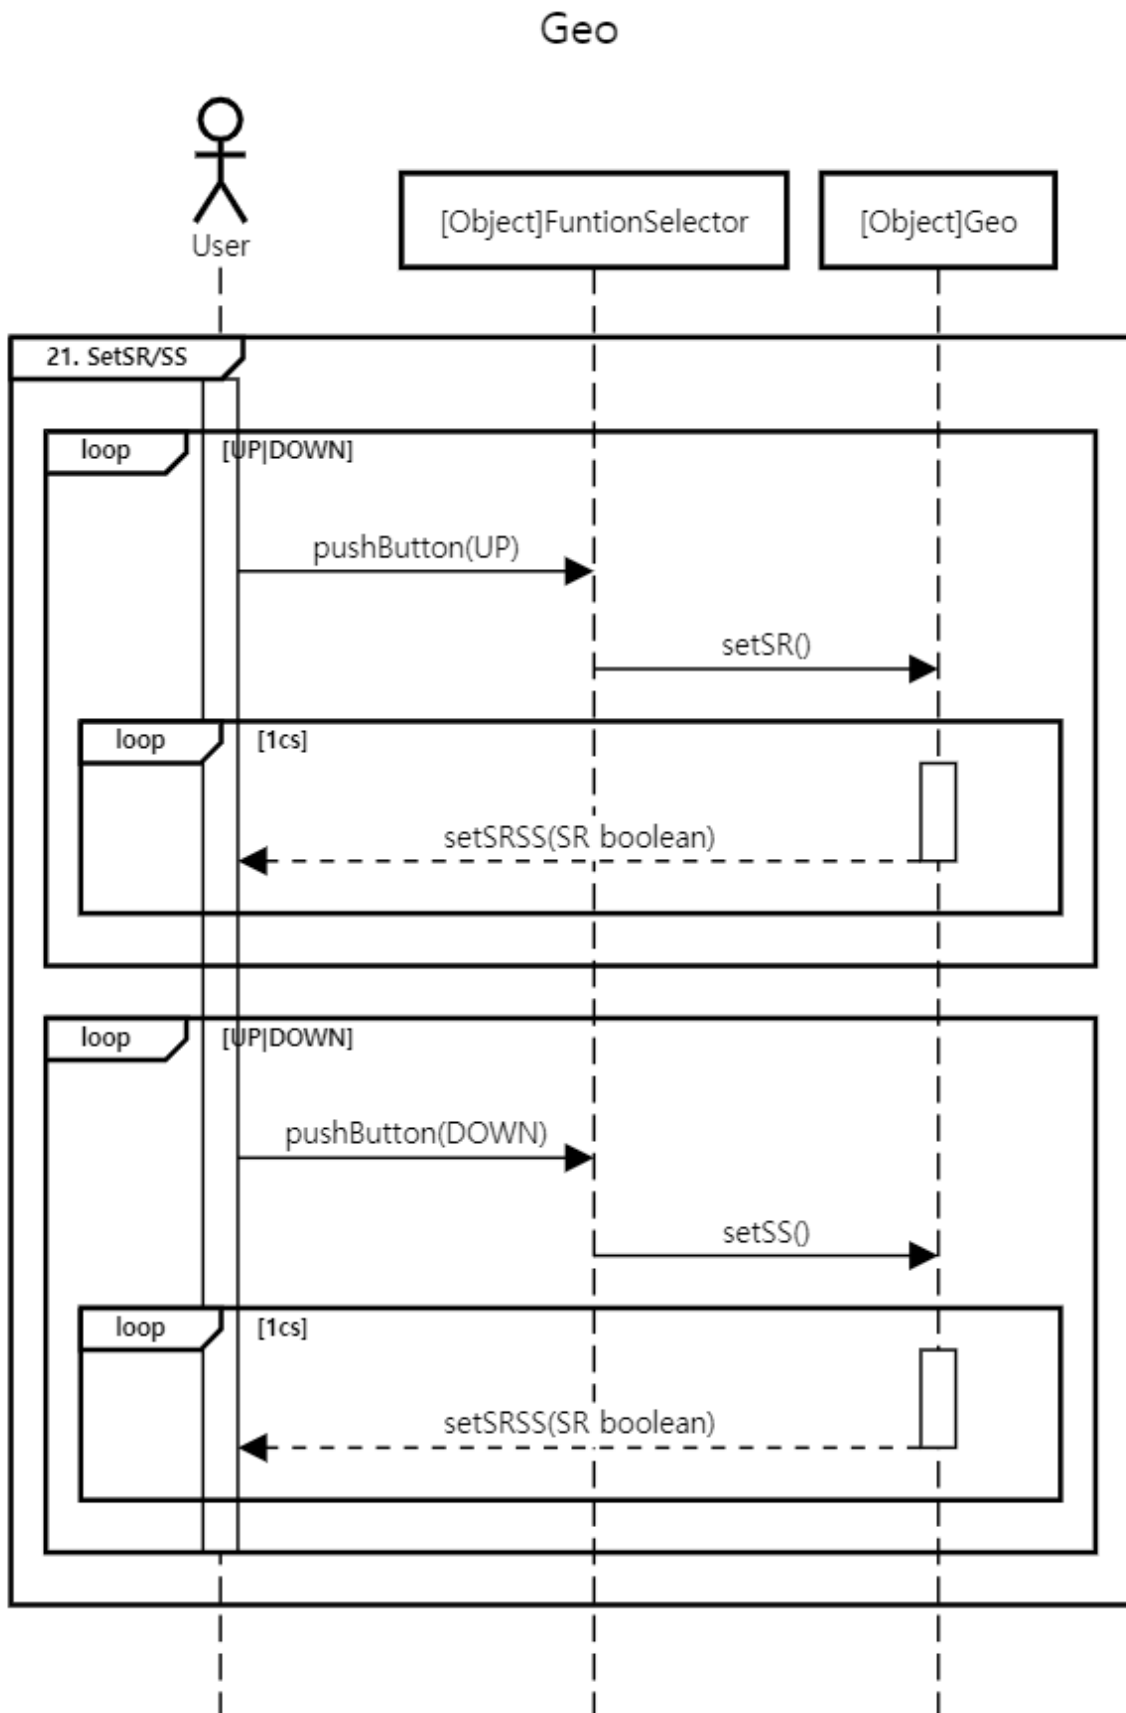 Geo
User
[Object]FuntionSelector
[Object]Geo
21. SetSR/SS
loop
[UP|DOWN]
pushButton(UP)
setSR()
loop
[1cs]
setSRSS(SR boolean)
loop
[UP|DOWN]
pushButton(DOWN)
setSS()
loop
[1cs]
setSRSS(SR boolean)